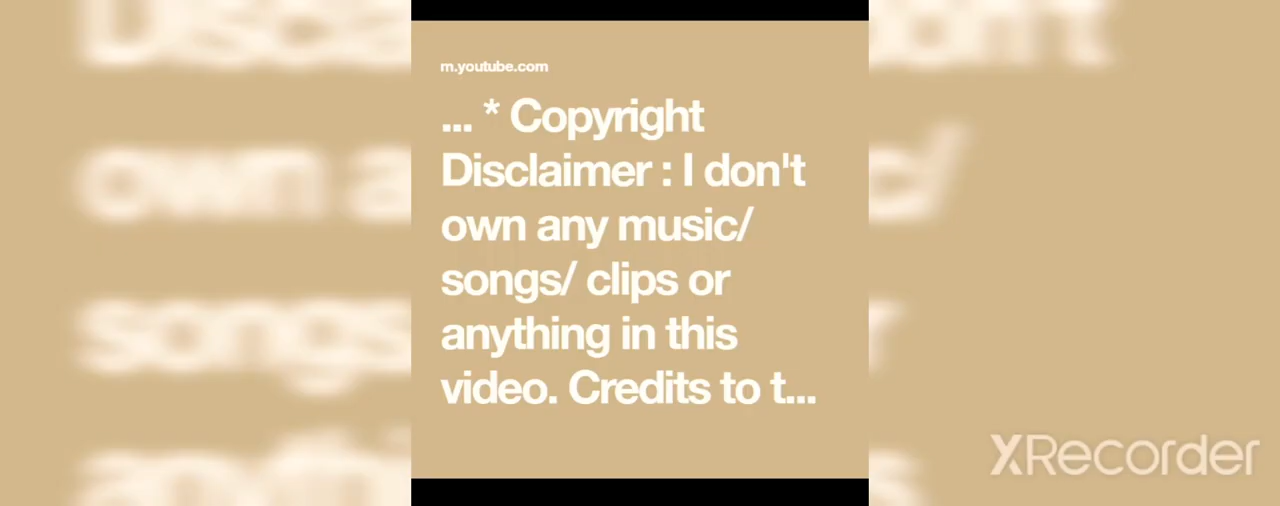 m.youtube.com
... * Copyright
Disclaimer : I don't
own any music/
songs/ clips or
anything in this
video. Credits to t...
XRecorder